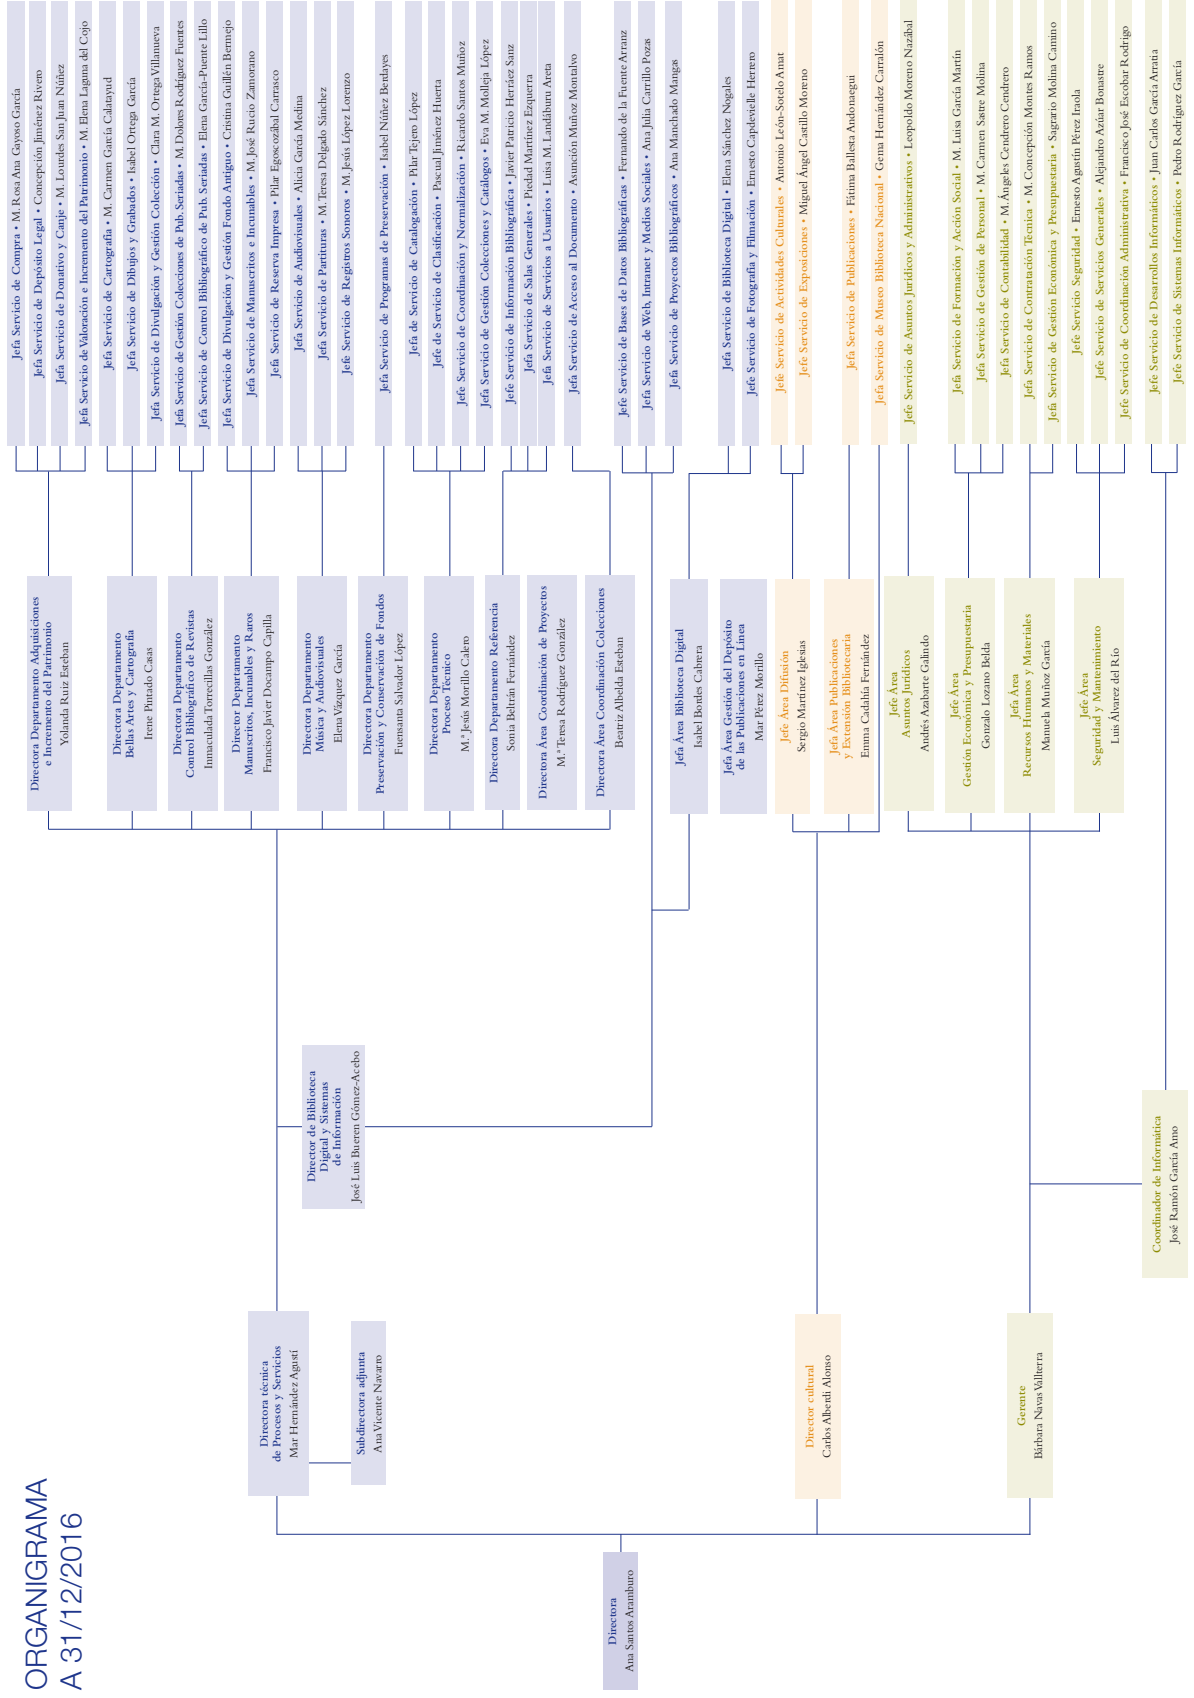 ORGANIGRAMA
A 31/12/2016
Directora
Ana Santos Aramburo
Directora técnica
de Procesos y Servicios
Mar Hernández Agustí
Subdirectora adjunta
Ana Vicente Navarro
Director cultural
Carlos Alberdi Alonso
Gerente
Bárbara Navas Vallterra
Director de Biblioteca
Digital y Sistemas
de Información
José Luis Bueren Gómez-Acebo
Coordinador de Informática
José Ramón García Amo
Directora Departamento Adquisiciones
e Incremento del Patrimonio
Yolanda Ruiz Esteban
Directora Departamento
Bellas Artes y Cartografía
Irene Pintado Casas
Directora Departamento
Control Bibliográfico de Revistas
Inmaculada Torrecillas González
Director Departamento
Manuscritos, Incunables y Raros
Francisco Javier Docampo Capilla
Directora Departamento
Música y Audiovisuales
Elena Vázquez García
Directora Departamento
Preservación y Conservación de Fondos
Fuensanta Salvador López
Directora Departamento
Proceso Técnico
M.ª Jesús Morillo Calero
Directora Departamento Referencia
Sonia Beltrán Fernández
Directora Área Coordinación de Proyectos
M.ª Teresa Rodríguez González
Directora Área Coordinación Colecciones
Beatriz Albelda Esteban
Jefa Área Biblioteca Digital
Isabel Bordes Cabrera
Jefa Área Gestión del Depósito
de las Publicaciones en Línea
Mar Pérez Morillo
Jefe Área Difusión
Sergio Martínez Iglesias
Jefa Área Publicaciones
y Extensión Bibliotecaria
Emma Cadahía Fernández
Jefe Área
Asuntos Jurídicos
Andrés Azabarte Galindo
Jefe Área
Gestión Económica y Presupuestaria
Gonzalo Lozano Belda
Jefa Área
Recursos Humanos y Materiales
Manuela Muñoz García
Jefe Área
Seguridad y Mantenimiento
Luis Álvarez del Río
Jefa Servicio de Compra • M. Rosa Ana Gayoso García
Jefa Servicio de Depósito Legal • Concepción Jiménez Rivero
Jefa Servicio de Donativo y Canje • M. Lourdes San Juan Núñez
Jefa Servicio de Valoración e Incremento del Patrimonio • M. Elena Laguna del Cojo
Jefa Servicio de Cartografía • M. Carmen García Calatayud
Jefa Servicio de Dibujos y Grabados • Isabel Ortega García
Jefa Servicio de Divulgación y Gestión Colección • Clara M. Ortega Villanueva
Jefa Servicio de Gestión Colecciones de Pub. Seriadas • M. Dolores Rodríguez Fuentes
Jefa Servicio de Control Bibliográfico de Pub. Seriadas • Elena García-Puente Lillo
Jefa Servicio de Divulgación y Gestión Fondo Antiguo • Cristina Guillén Bermejo
Jefa Servicio de Manuscritos e Incunables • M. José Rucio Zamorano
Jefa Servicio de Reserva Impresa • Pilar Egoscozábal Carrasco
Jefa Servicio de Audiovisuales • Alicia García Medina
Jefa Servicio de Partituras • M. Teresa Delgado Sánchez
Jefe Servicio de Registros Sonoros • M. Jesús López Lorenzo
Jefa Servicio de Programas de Preservación • Isabel Núñez Berdayes
Jefa de Servicio de Catalogación • Pilar Tejero López
Jefe de Servicio de Clasificación • Pascual Jiménez Huerta
Jefe Servicio de Coordinación y Normalización • Ricardo Santos Muñoz
Jefa Servicio de Gestión Colecciones y Catálogos • Eva M. Molleja López
Jefe Servicio de Información Bibliográfica • Javier Patricio Herráez Sanz
Jefa Servicio de Salas Generales • Piedad Martínez Ezquerra
Jefa Servicio de Servicios a Usuarios • Luisa M. Landáburu Areta
Jefa Servicio de Acceso al Documento • Asunción Muñoz Montalvo
Jefe Servicio de Bases de Datos Bibliográficas • Fernando de la Fuente Arranz
Jefa Servicio de Web, Intranet y Medios Sociales • Ana Julia Carrillo Pozas
Jefa Servicio de Proyectos Bibliográficos • Ana Manchado Mangas
Jefa Servicio de Biblioteca Digital • Elena Sánchez Nogales
Jefe Servicio de Fotografía y Filmación • Ernesto Capdevielle Herrero
Jefe Servicio de Actividades Culturales • Antonio León-Sotelo Amat
Jefe Servicio de Exposiciones • Miguel Ángel Castillo Moreno
Jefa Servicio de Publicaciones • Fátima Ballesta Andonaegui
Jefa Servicio de Museo Biblioteca Nacional • Gema Hernández Carralón
Jefe Servicio de Asuntos Jurídicos y Administrativos • Leopoldo Moreno Nazábal
Jefa Servicio de Formación y Acción Social • M. Luisa García Martín
Jefa Servicio de Gestión de Personal • M. Carmen Sastre Molina
Jefa Servicio de Contabilidad • M. Ángeles Cendrero Cendrero
Jefa Servicio de Contratación Técnica • M. Concepción Montes Ramos
Jefa Servicio de Gestión Económica y Presupuestaria • Sagrario Molina Camino
Jefe Servicio Seguridad • Ernesto Agustín Pérez Iraola
Jefe Servicio de Servicios Generales • Alejandro Azúar Bonastre
Jefe Servicio de Coordinación Administrativa • Francisco José Escobar Rodrigo
Jefe Servicio de Desarrollos Informáticos • Juan Carlos García Arratia
Jefe Servicio de Sistemas Informáticos • Pedro Rodríguez García